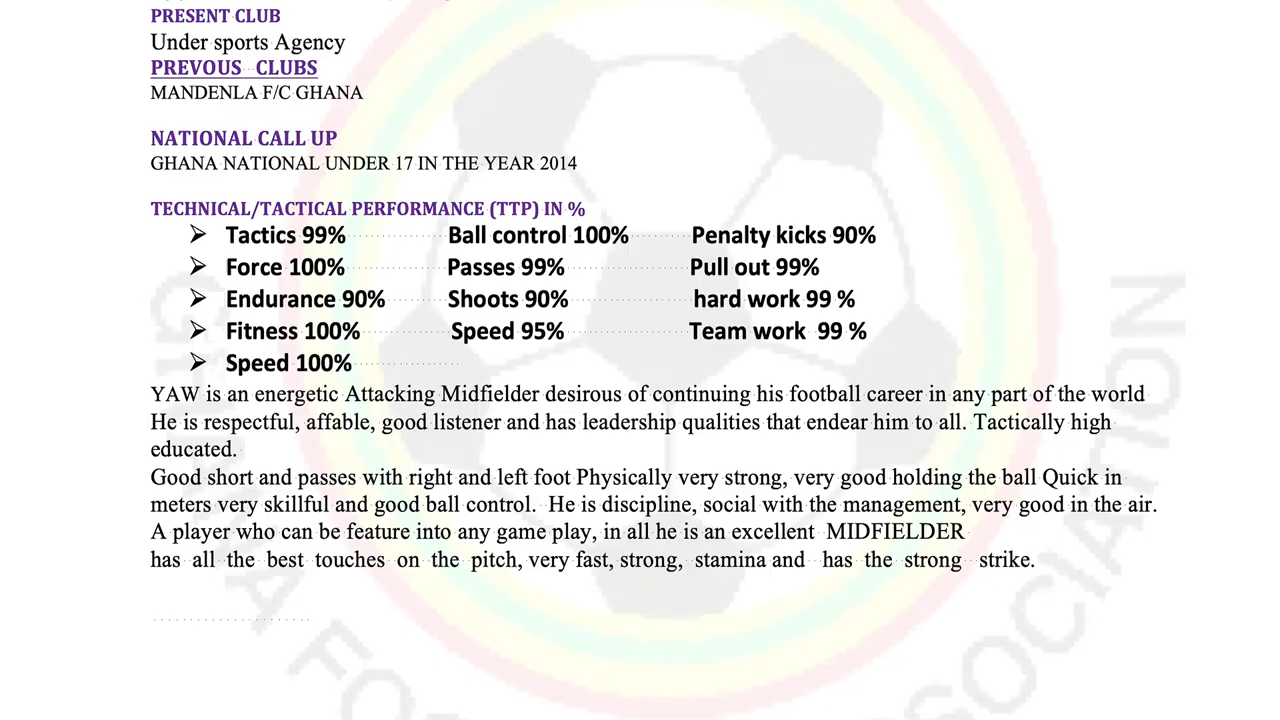 PRESENT CLUB
Under sports Agency
PREVOUS CLUBS
MANDENLA F/C GHANA
NATIONAL CALL UP
GHANA NATIONAL UNDER 17 IN THE YEAR 2014
TECHNICAL/TACTICAL PERFORMANCE (TTP) IN %
➢ Tactics 99% Ball control 100% Penalty kicks 90%
➢ Force 100% Passes 99% Pull out 99%
➢ Endurance 90% Shoots 90% hard work 99 %
➢ Fitness 100% Speed 95% Team work 99 %
➢ Speed 100%
YAW is an energetic Attacking Midfielder desirous of continuing his football career in any part of the world
He is respectful, affable, good listener and has leadership qualities that endear him to all. Tactically high
educated.
Good short and passes with right and left foot Physically very strong, very good holding the ball Quick in
meters very skillful and good ball control. He is discipline, social with the management, very good in the air.
A player who can be feature into any game play, in all he is an excellent MIDFIELDER
has all the best touches on the pitch, very fast, strong, stamina and has the strong strike.